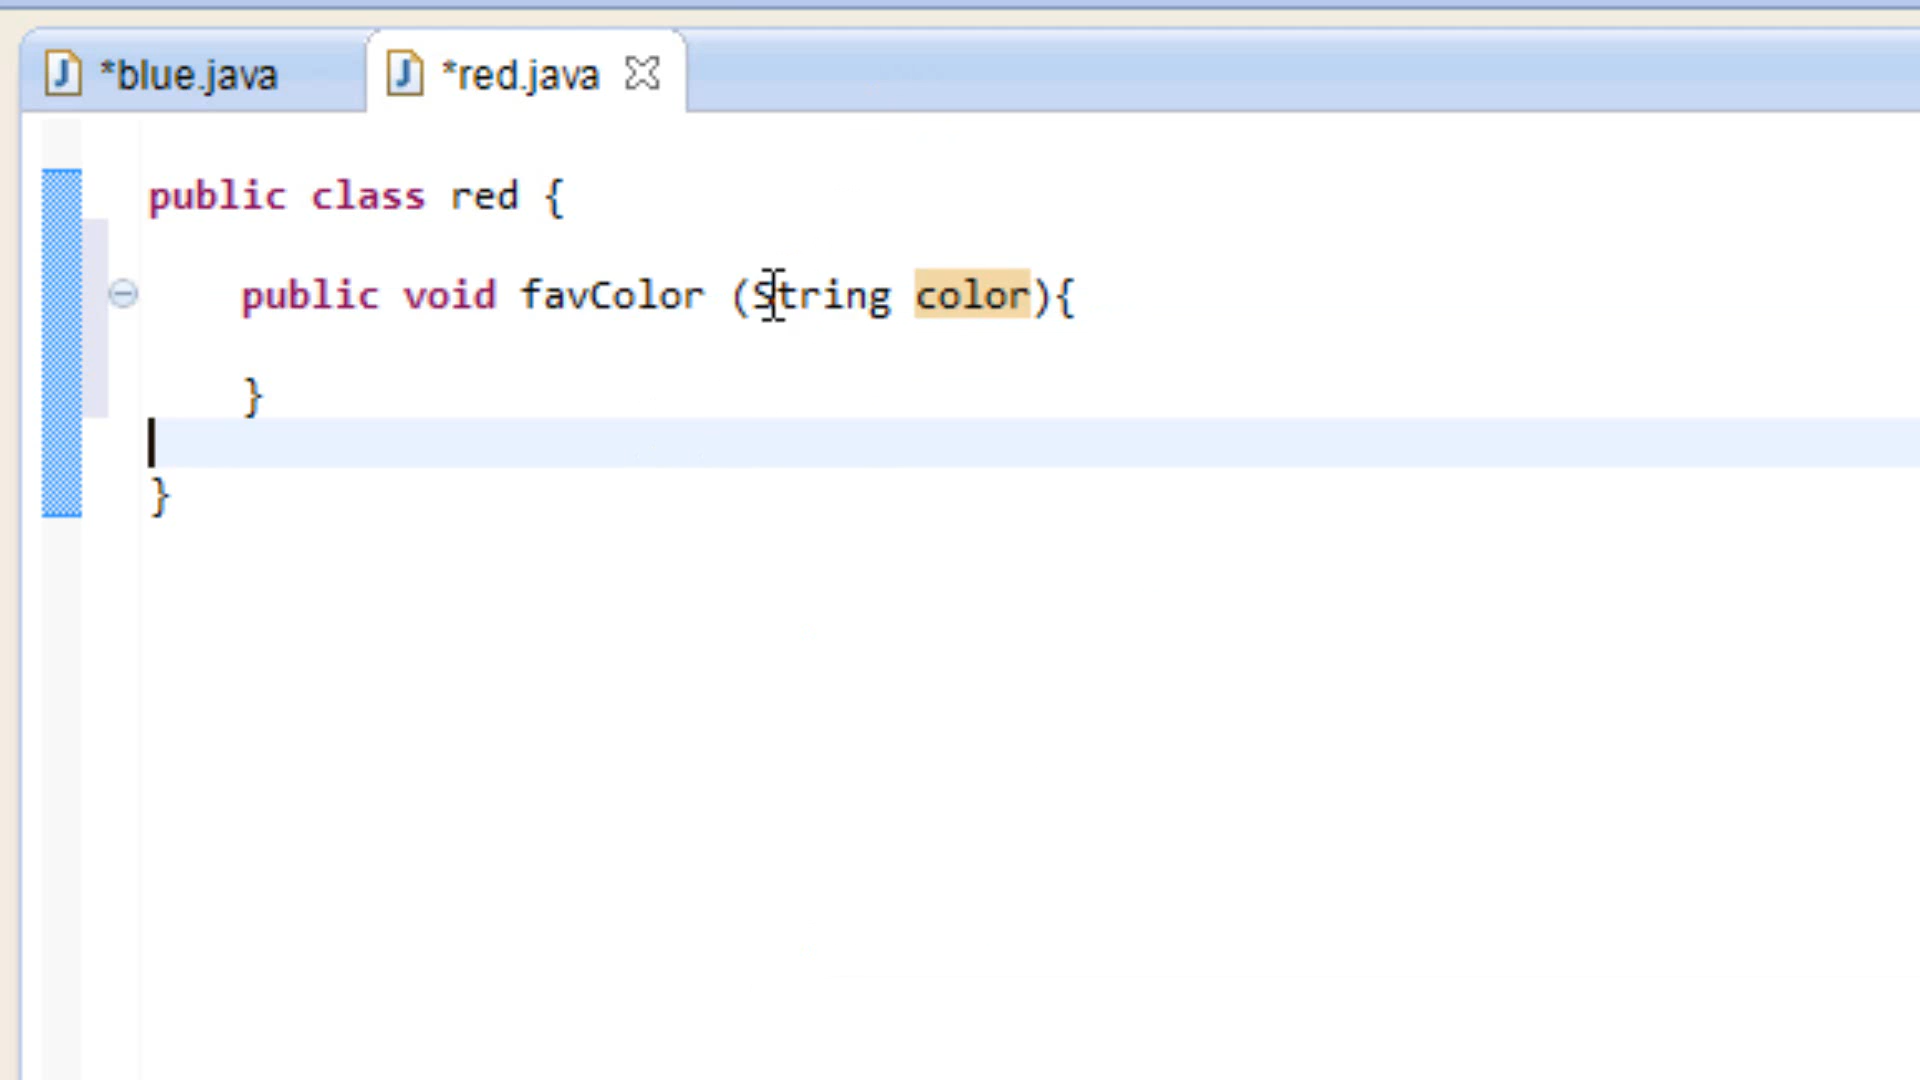 *blue.java
*red.java
public class red {
public void favColor (String color){
}
}